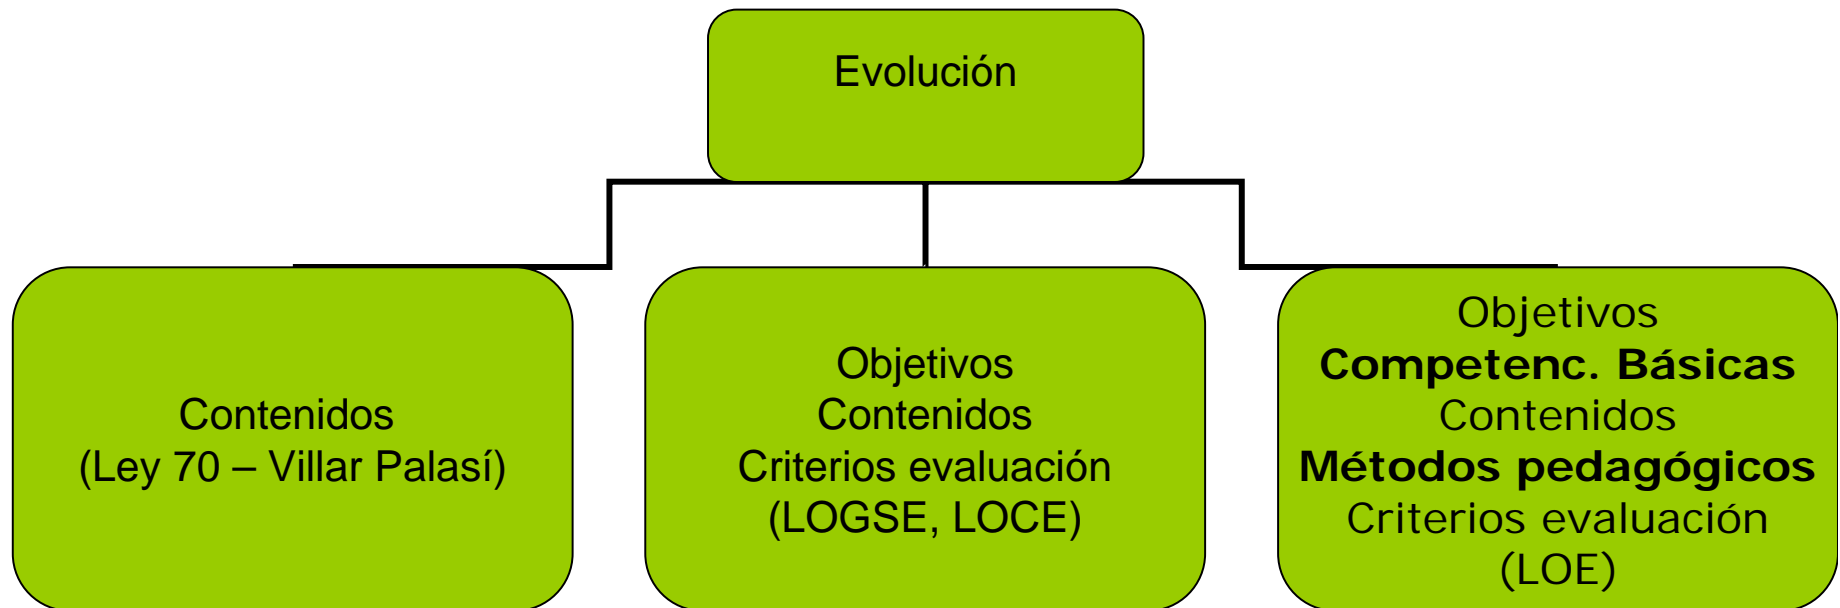 Evolución
Contenidos
(Ley 70 – Villar Palasí)
Objetivos
Contenidos
Criterios evaluación
(LOGSE, LOCE)
Objetivos
Competenc. Básicas
Contenidos
Métodos pedagógicos
Criterios evaluación
(LOE)